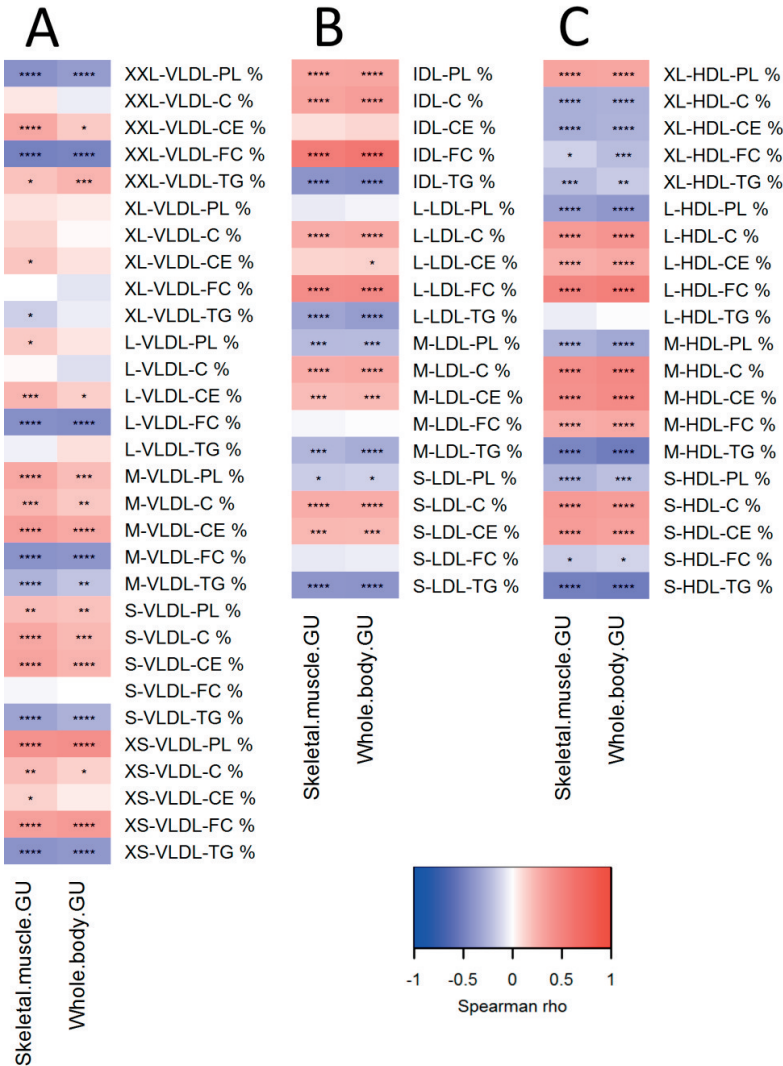 A
B
C
**** **** XXL-VLDL-PL %
XXL-VLDL-C %
**** * XXL-VLDL-CE %
**** **** XXL-VLDL-FC %
* *** XXL-VLDL-TG %
XL-VLDL-PL %
XL-VLDL-C %
* XL-VLDL-CE %
XL-VLDL-FC %
* XL-VLDL-TG %
* L-VLDL-PL %
L-VLDL-C %
*** * L-VLDL-CE %
**** **** L-VLDL-FC %
L-VLDL-TG %
**** *** M-VLDL-PL %
*** ** M-VLDL-C %
**** **** M-VLDL-CE %
**** **** M-VLDL-FC %
**** ** M-VLDL-TG %
** ** S-VLDL-PL %
**** *** S-VLDL-C %
**** **** S-VLDL-CE %
S-VLDL-FC %
**** **** S-VLDL-TG %
**** **** XS-VLDL-PL %
** * XS-VLDL-C %
* XS-VLDL-CE %
**** **** XS-VLDL-FC %
**** **** XS-VLDL-TG %
Skeletal.muscle.GU
Whole.body.GU
**** **** IDL-PL %
**** **** IDL-C %
IDL-CE %
**** **** IDL-FC %
**** **** IDL-TG %
L-LDL-PL %
**** **** L-LDL-C %
* L-LDL-CE %
**** **** L-LDL-FC %
**** **** L-LDL-TG %
*** *** M-LDL-PL %
**** **** M-LDL-C %
*** *** M-LDL-CE %
M-LDL-FC %
*** **** M-LDL-TG %
* * S-LDL-PL %
**** **** S-LDL-C %
*** *** S-LDL-CE %
S-LDL-FC %
**** **** S-LDL-TG %
Skeletal.muscle.GU
Whole.body.GU
**** **** XL-HDL-PL %
**** **** XL-HDL-C %
**** **** XL-HDL-CE %
* *** XL-HDL-FC %
*** ** XL-HDL-TG %
**** **** L-HDL-PL %
**** **** L-HDL-C %
**** **** L-HDL-CE %
**** **** L-HDL-FC %
L-HDL-TG %
**** **** M-HDL-PL %
**** **** M-HDL-C %
**** **** M-HDL-CE %
**** **** M-HDL-FC %
**** **** M-HDL-TG %
**** *** S-HDL-PL %
**** **** S-HDL-C %
**** **** S-HDL-CE %
* * S-HDL-FC %
**** **** S-HDL-TG %
Skeletal.muscle.GU
Whole.body.GU
-1 -0.5 0 0.5 1
Spearman rho